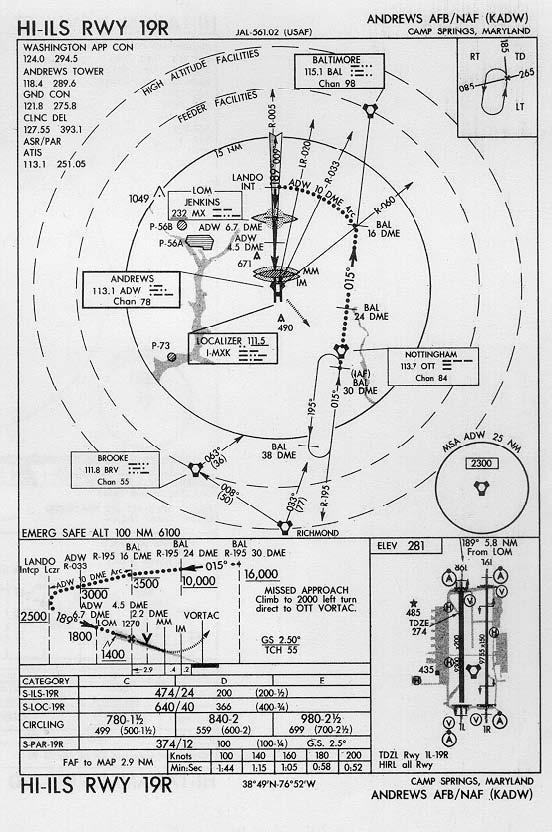 HI-ILS RWY 19R
JAL-561.02 (USAF)
ANDREWS AFB/NAF (KADW)
CAMP SPRINGS, MARYLAND
WASHINGTON APP CON
124.0 294.5
ANDREWS TOWER
118.4 289.6
GND CON
121.8 275.8
CLNC DEL
127.55 393.1
ASR/PAR
ATIS
113.1 251.05
HIGH ALTITUDE FACILITIES
FEEDER FACILITIES
BALTIMORE
115.1 BAL
Chan 98
RT
TD
185
265
085
LT
R-005
15 NM
189°
009°
LR-020
R-033
LANDO
INT
ADW 10 DME Arc
R-060
1049
LOM
JENKINS
232 MX
P-56B
ADW 6.7 DME
P-56A
ADW
4.5 DME
BAL
16 DME
671
MM
IM
ANDREWS
113.1 ADW
Chan 78
015°
BAL
24 DME
490
LOCALIZER 111.5
I-MXK
P-73
NOTTINGHAM
113.7 OTT
Chan 84
(IAF)
BAL
30 DME
195°
015°
BAL
38 DME
MSA ADW 25 NM
2300
BROOKE
111.8 BRV
Chan 55
063°
(36)
008°
(50)
033°
(77)
R-195
RICHMOND
EMERG SAFE ALT 100 NM 6100
LANDO
Intcp Lczr
ADW
R-033
BAL
R-195 16 DME
BAL
R-195 24 DME
BAL
R-195 30 DME
015°
16,000
10,000
3500
3000
ADW 10 DME Arc
2500
189°
ADW 4.5 DME
6.7 DME
2.2 DME
LOM 1270
MM
IM
VORTAC
1800
1400
2.9
.4
.2
MISSED APPROACH
Climb to 2000 left turn
direct to OTT VORTAC.
GS 2.50°
TCH 55
ELEV 281
189° 5.8 NM
From LOM
19R
19l
485
TDZE
274
9300 x200
9755x150
435
1L
1R
TDZL Rwy 1L-19R
HIRL all Rwy
CATEGORY C D E
S-ILS-19R 474/24 200 (200-½)
S-LOC-19R 640/40 366 (400-¾)
CIRCLING 780-1½ 840-2 980-2½
499 (500-1½) 559 (600-2) 699 (700-2½)
S-PAR-19R 374/12 100 (100-¼) G.S. 2.5°
FAF to MAP 2.9 NM
Knots 100 140 160 180 200
Min:Sec 1:44 1:15 1:05 0:58 0:52
HI-ILS RWY 19R
38°49'N-76°52'W
CAMP SPRINGS, MARYLAND
ANDREWS AFB/NAF (KADW)